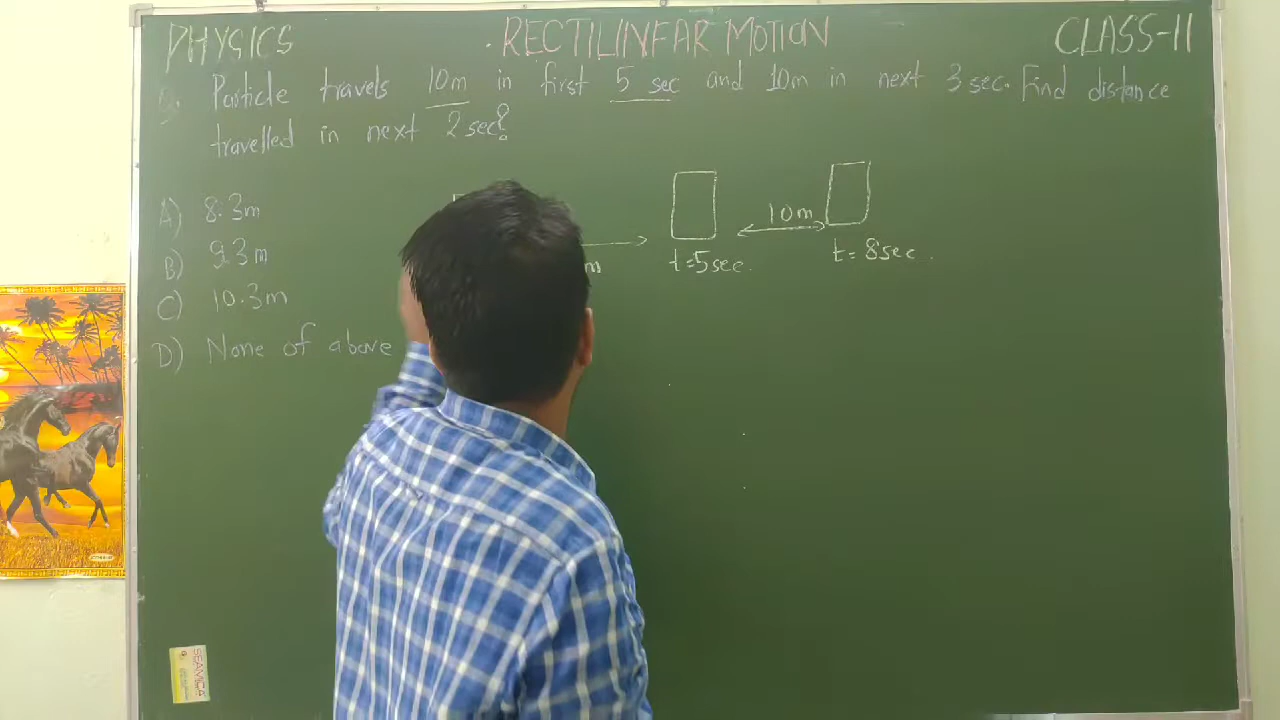 PHYSICS RECTILINEAR MOTION CLASS-11
Q. Particle travels 10m in first 5 sec and 10m in next 3 sec. Find distance
travelled in next 2 sec?
A) 8.3m
B) 9.3m
C) 10.3m
D) None of above
10m
m
t=5sec.
t=8sec.
SEAMICA